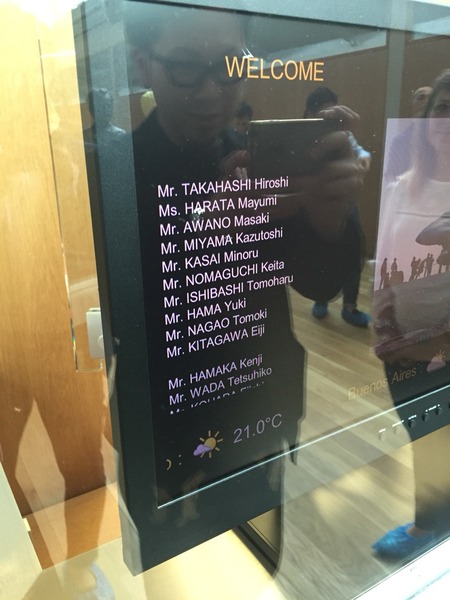 WELCOME
Mr. TAKAHASHI Hiroshi
Ms. HARATA Mayumi
Mr. AWANO Masaki
Mr. MIYAMA Kazutoshi
Mr. KASAI Minoru
Mr. NOMAGUCHI Keita
Mr. ISHIBASHI Tomoharu
Mr. HAMA Yuki
Mr. NAGAO Tomoki
Mr. KITAGAWA Eiji
Mr. HAMAKA Kenji
Mr. WADA Tetsuhiko
21.0°C
Buenos Aires :